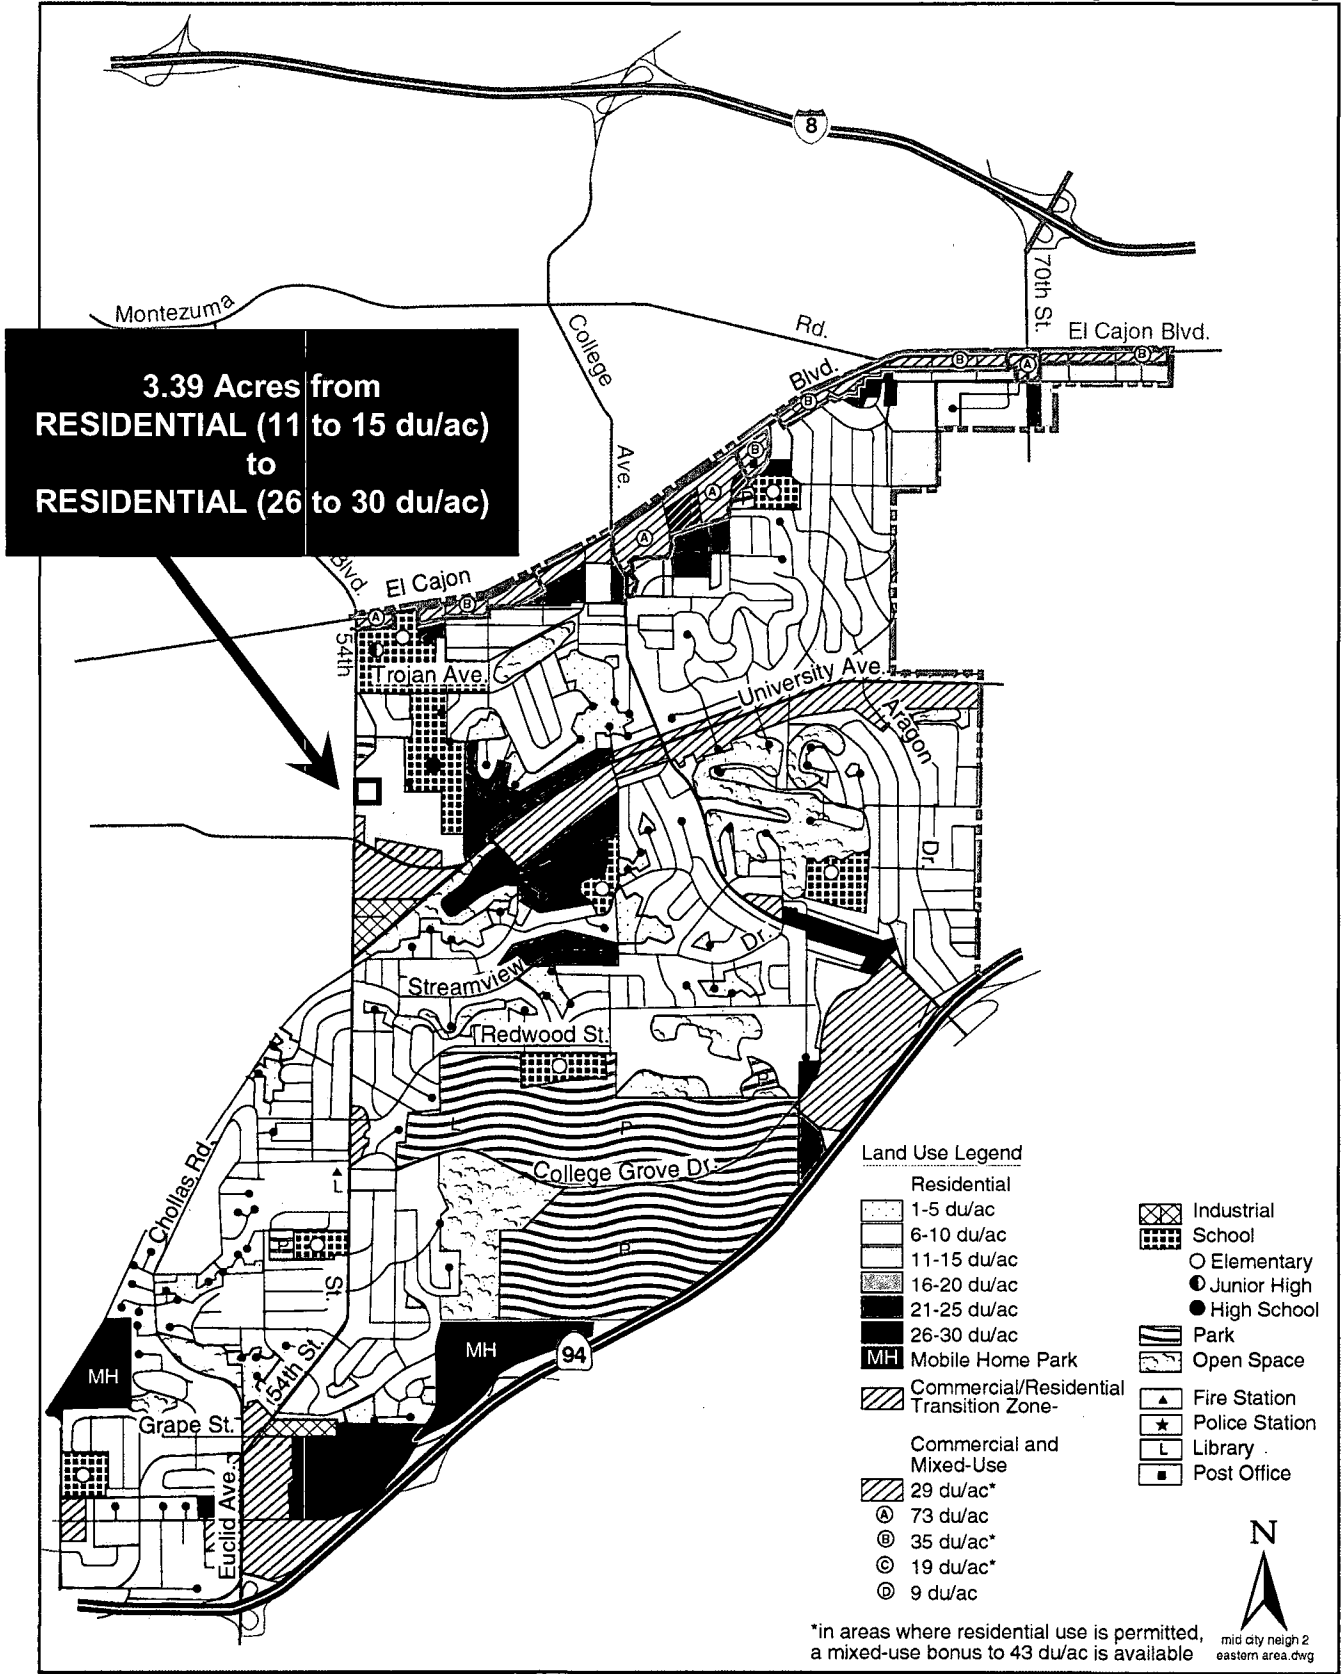 8
70th St.
Montezuma
Rd.
El Cajon Blvd.
College
Blvd.
3.39 Acres from
RESIDENTIAL (11 to 15 du/ac)
to
RESIDENTIAL (26 to 30 du/ac)
Ave.
Blvd.
El Cajon
54th
Trojan Ave.
University Ave.
Aragon
Dr.
Dr.
Streamview
Redwood St.
College Grove Dr.
Chollas Rd.
St.
54th St.
MH
MH
94
Grape St.
Euclid Ave.
Land Use Legend
Residential
1-5 du/ac
6-10 du/ac
11-15 du/ac
16-20 du/ac
21-25 du/ac
26-30 du/ac
MH Mobile Home Park
Commercial/Residential
Transition Zone-
Commercial and
Mixed-Use
29 du/ac*
A 73 du/ac
B 35 du/ac*
C 19 du/ac*
D 9 du/ac
Industrial
School
Elementary
Junior High
High School
Park
Open Space
Fire Station
Police Station
L Library
Post Office
*in areas where residential use is permitted,
a mixed-use bonus to 43 du/ac is available
N
mid city neigh 2
eastern area.dwg